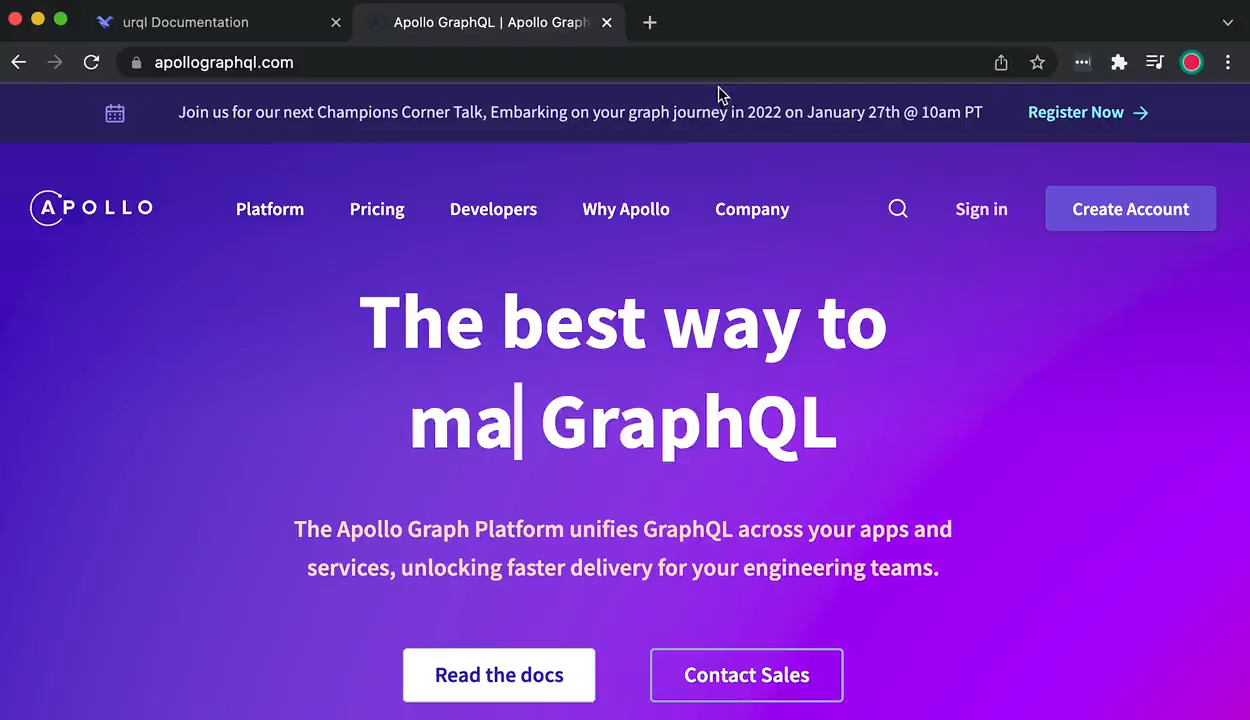 urql Documentation
Apollo GraphQL | Apollo Graph
apollographql.com
Join us for our next Champions Corner Talk, Embarking on your graph journey in 2022 on January 27th @ 10am PT
Register Now
APOLLO
Platform
Pricing
Developers
Why Apollo
Company
Sign in
Create Account
The best way to
ma GraphQL
The Apollo Graph Platform unifies GraphQL across your apps and
services, unlocking faster delivery for your engineering teams.
Read the docs
Contact Sales